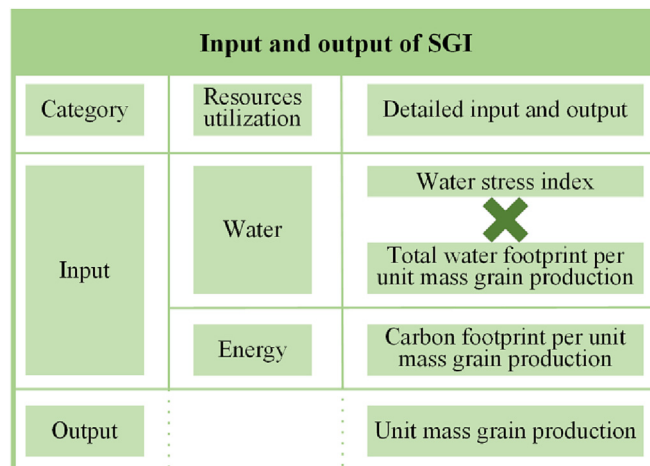 Input and output of SGI
Category
Resources
utilization
Detailed input and output
Input
Water
Water stress index
Total water footprint per
unit mass grain production
Energy
Carbon footprint per unit
mass grain production
Output
Unit mass grain production